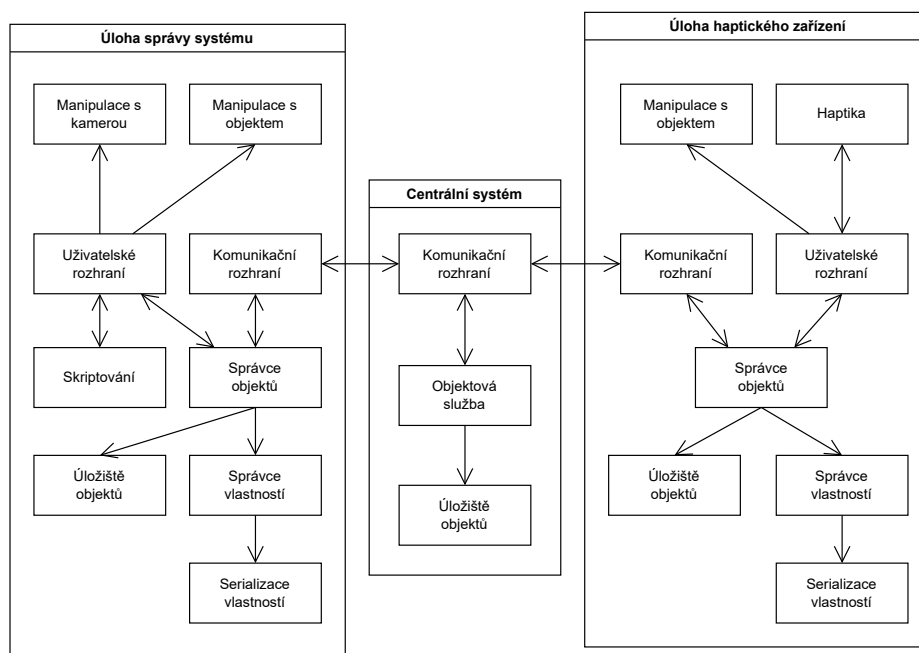 Úloha správy systému
Manipulace s
kamerou
Manipulace s
objektem
Uživatelské
rozhraní
Komunikační
rozhraní
Skriptování
Správce
objektů
Úložiště
objektů
Správce
vlastností
Serializace
vlastností
Centrální systém
Komunikační
rozhraní
Objektová
služba
Úložiště
objektů
Úloha haptického zařízení
Manipulace s
objektem
Haptika
Komunikační
rozhraní
Uživatelské
rozhraní
Správce
objektů
Úložiště
objektů
Správce
vlastností
Serializace
vlastností